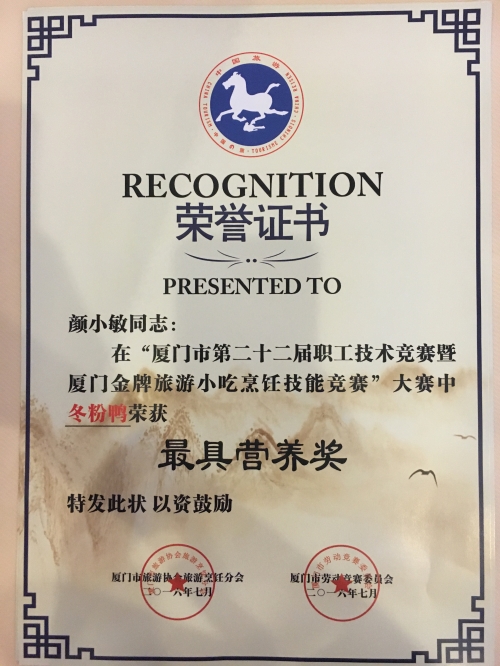 中国旅游
RECOGNITION
荣誉证书
PRESENTED TO
颜小敏同志：
在“厦门市第二十二届职工技术竞赛暨
厦门金牌旅游小吃烹饪技能竞赛”大赛中
冬粉鸭荣获
最具营养奖
特发此状 以资鼓励
厦门市旅游协会旅游烹饪分会
二〇一六年七月
厦门市劳动竞赛委员会
二〇一六年七月